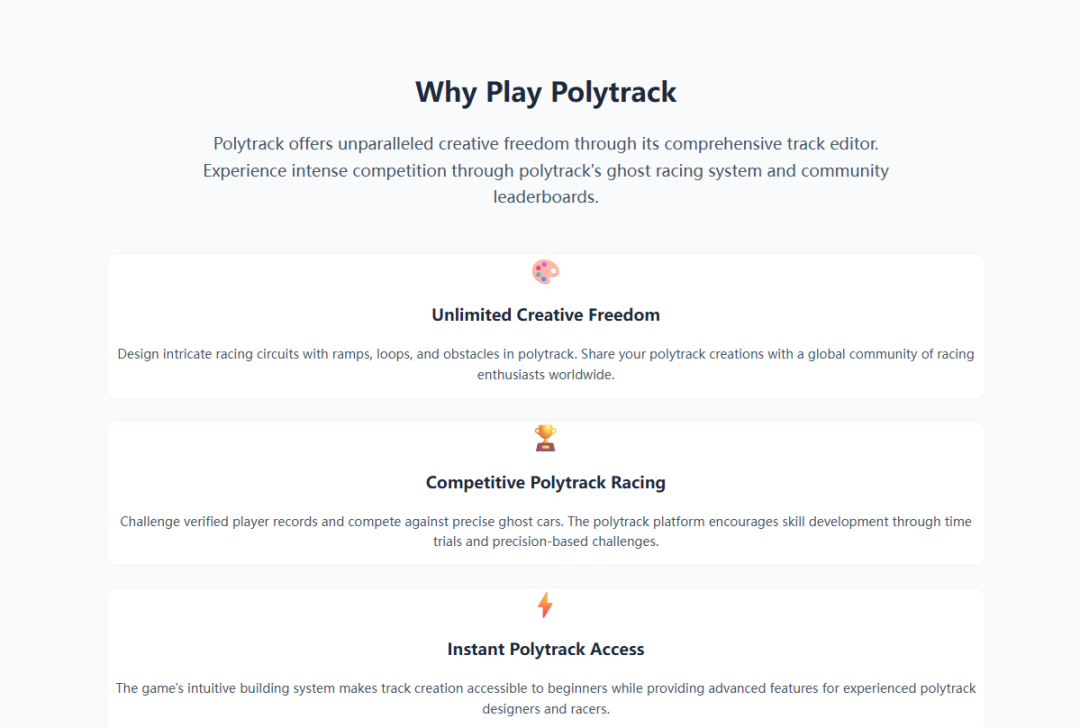 Why Play Polytrack
Polytrack offers unparalleled creative freedom through its comprehensive track editor.
Experience intense competition through polytrack's ghost racing system and community
leaderboards.
Unlimited Creative Freedom
Design intricate racing circuits with ramps, loops, and obstacles in polytrack. Share your polytrack creations with a global community of racing
enthusiasts worldwide.
Competitive Polytrack Racing
Challenge verified player records and compete against precise ghost cars. The polytrack platform encourages skill development through time
trials and precision-based challenges.
Instant Polytrack Access
The game's intuitive building system makes track creation accessible to beginners while providing advanced features for experienced polytrack
designers and racers.